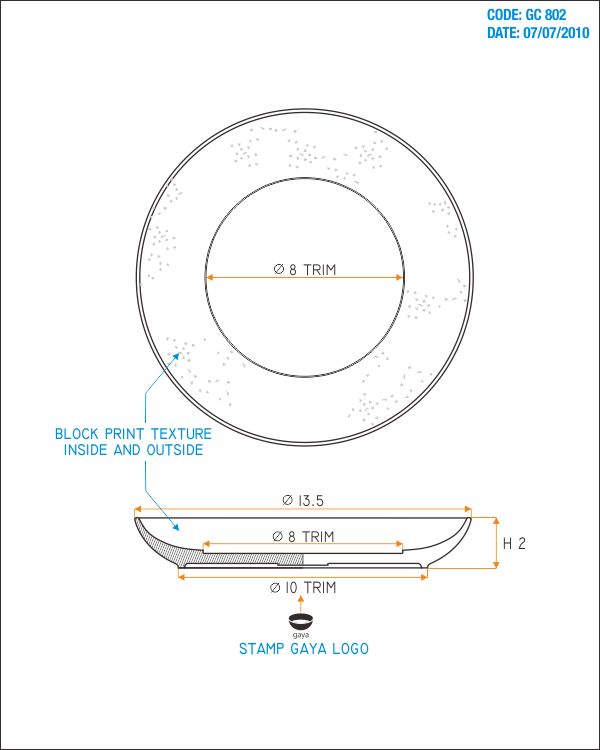 CODE: GC 802
DATE: 07/07/2010
Ø 8 TRIM
BLOCK PRINT TEXTURE
INSIDE AND OUTSIDE
Ø 13.5
Ø 8 TRIM
H 2
Ø 10 TRIM
gaya
STAMP GAYA LOGO